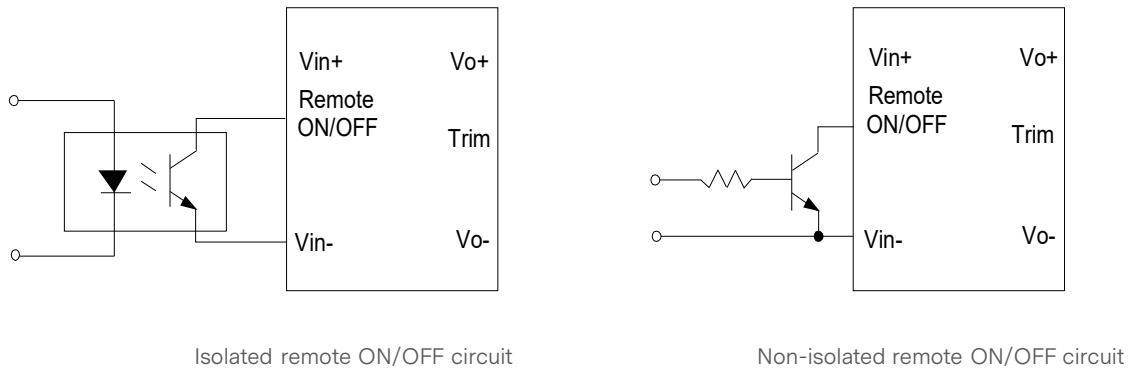 Vin+ Vo+
Remote
ON/OFF
Trim
Vin- Vo-
Isolated remote ON/OFF circuit
Vin+ Vo+
Remote
ON/OFF
Trim
Vin- Vo-
Non-isolated remote ON/OFF circuit